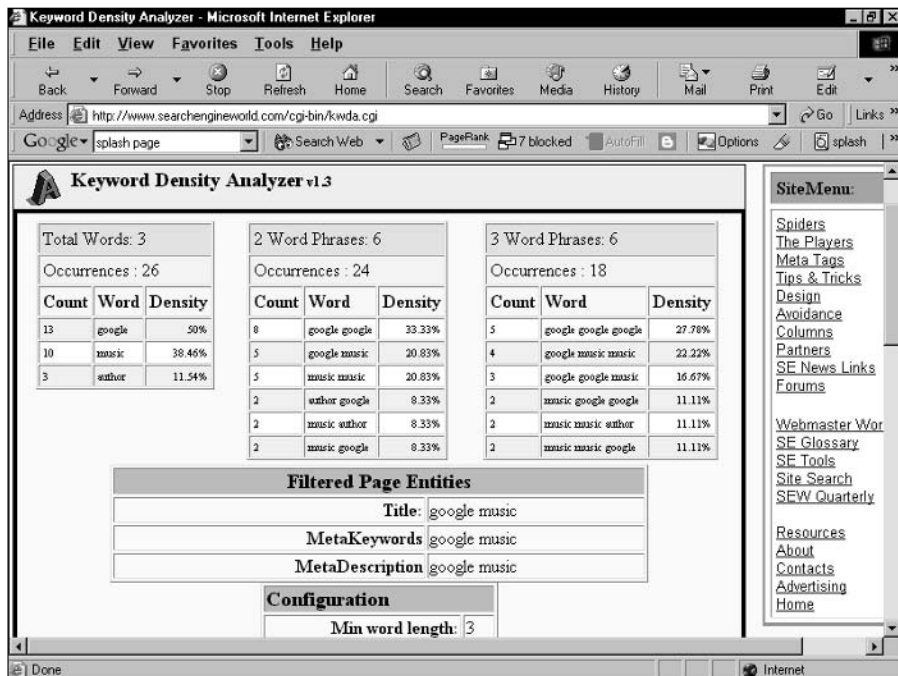 Keyword Density Analyzer - Microsoft Internet Explorer
File Edit View Favorites Tools Help
Back Forward Stop Refresh Home Search Favorites Media History Mail Print Edit
Address http://www.searchengineworld.com/cgi-bin/kwda.cgi Go Links
Google splash page Search Web PageRank 7 blocked AutoFill Options splash
Keyword Density Analyzer v1.3
Total Words: 3
Occurrences : 26
Count Word Density
13 google 50%
10 music 38.46%
3 author 11.54%
2 Word Phrases: 6
Occurrences : 24
Count Word Density
8 google google 33.33%
5 google music 20.83%
5 music music 20.83%
2 author google 8.33%
2 music author 8.33%
2 music google 8.33%
3 Word Phrases: 6
Occurrences : 18
Count Word Density
5 google google google 27.78%
4 google music music 22.22%
3 google google music 16.67%
2 music google google 11.11%
2 music music author 11.11%
2 music music google 11.11%
Filtered Page Entities
Title: google music
MetaKeywords google music
MetaDescription google music
Configuration
Min word length: 3
SiteMenu:
Spiders
The Players
Meta Tags
Tips & Tricks
Design
Avoidance
Columns
Partners
SE News Links
Forums
Webmaster Wor
SE Glossary
SE Tools
Site Search
SEW Quarterly
Resources
About
Contacts
Advertising
Home
Done Internet